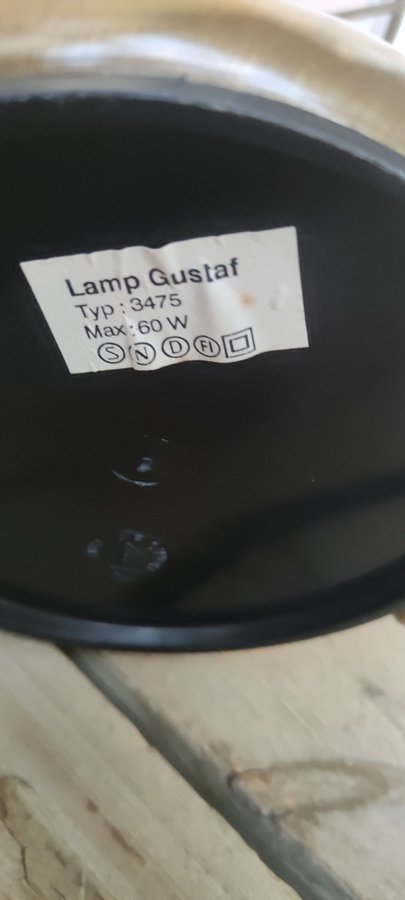 Lamp Gustaf
Typ : 3475
Max : 60 W
S N D FI